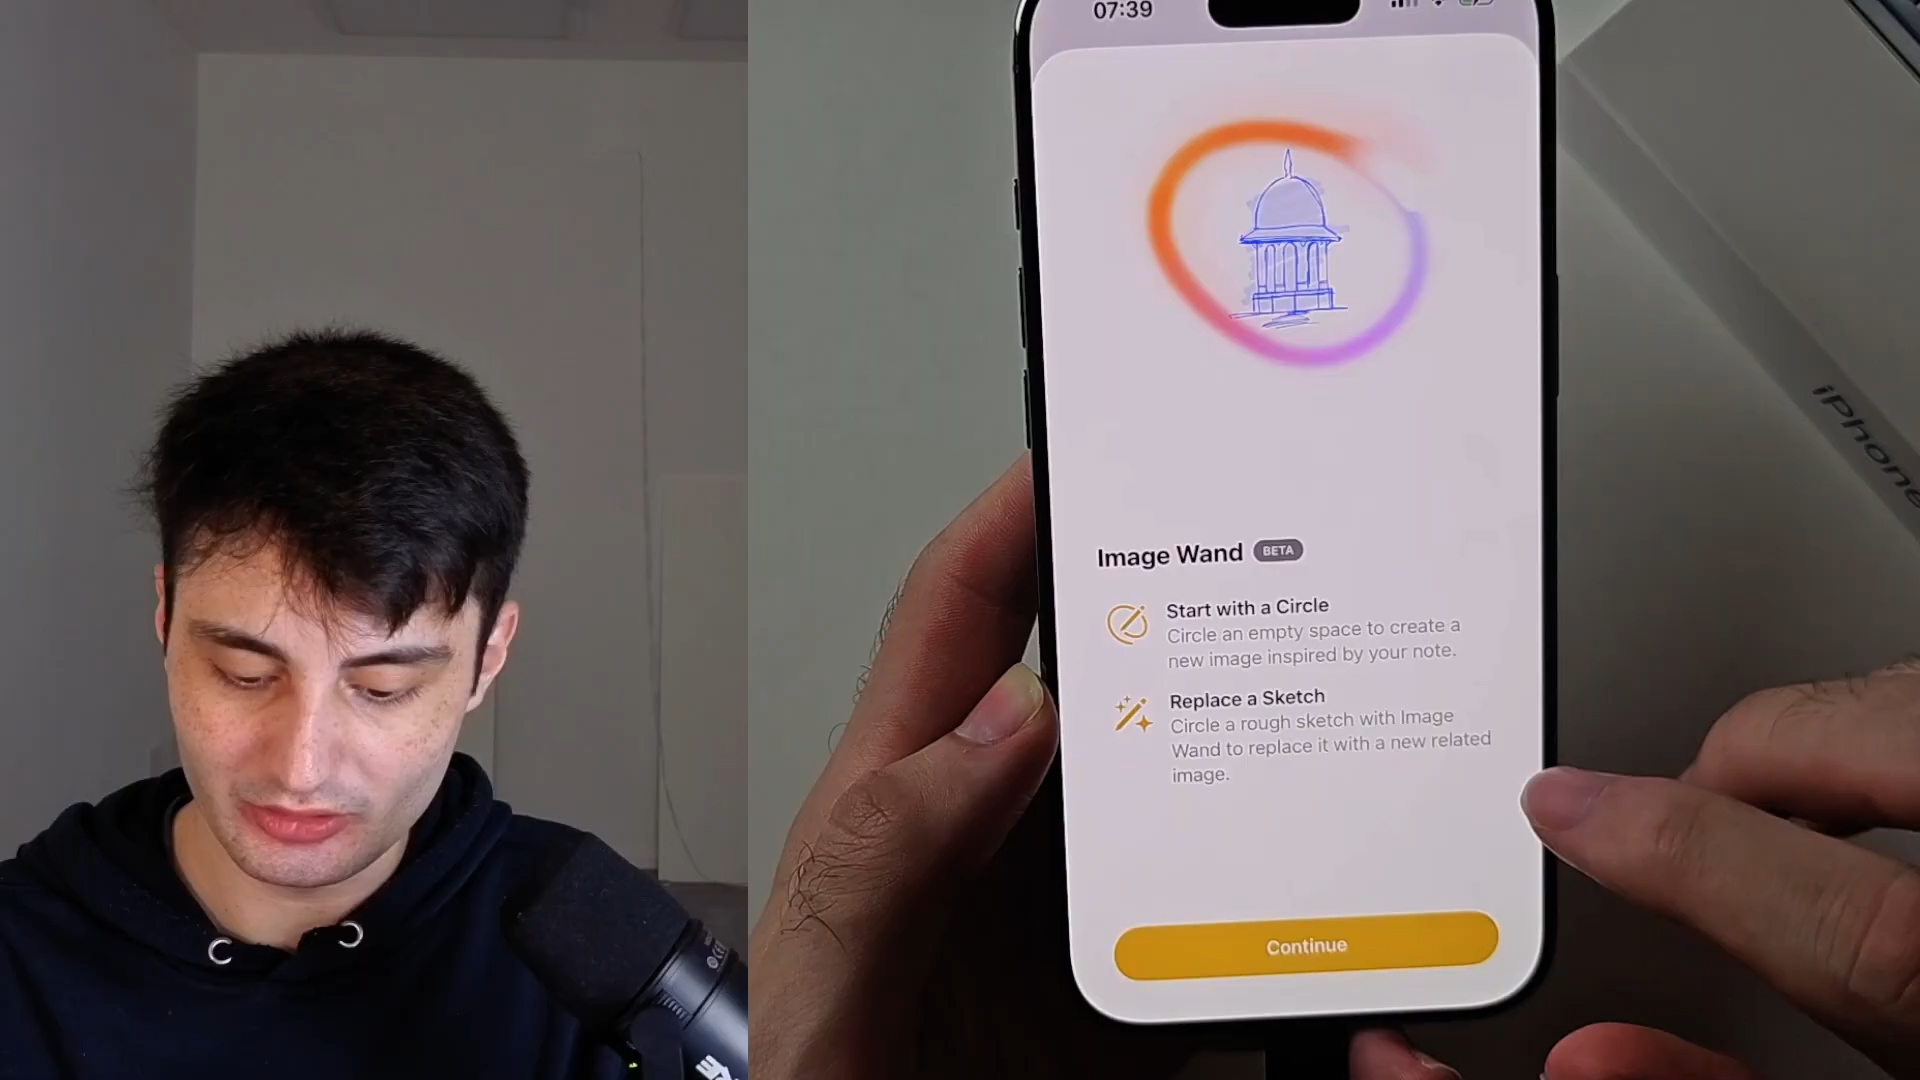 07:39
iPhone
Image Wand BETA
Start with a Circle
Circle an empty space to create a
new image inspired by your note.
Replace a Sketch
Circle a rough sketch with Image
Wand to replace it with a new related
image.
Continue